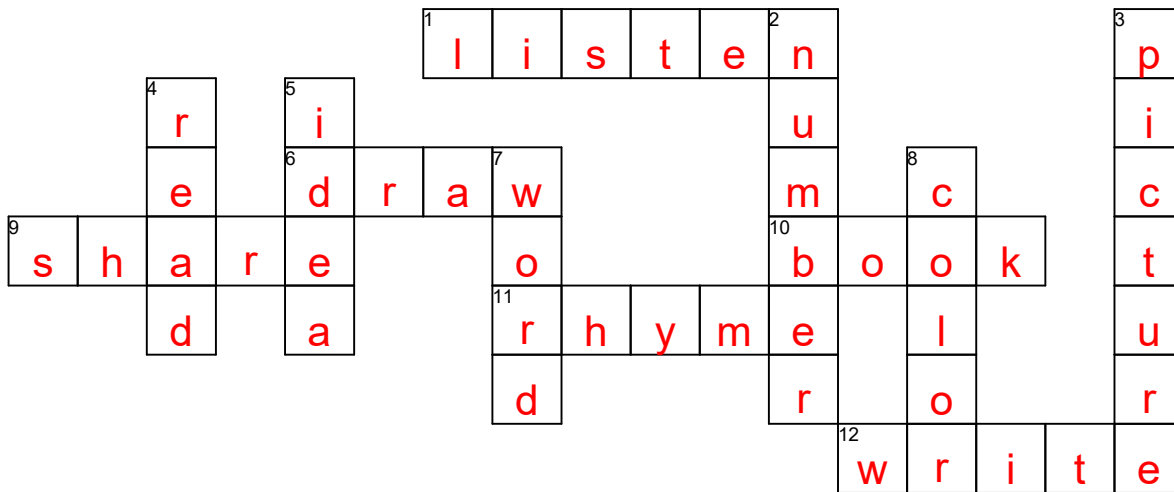 1 2 3
l i s t e n p
4 5
r i u i
6 7 8
e d r a w m c c
9 10
s h a r e o b o o k t
11
d a r h y m e l u
d r o r
12
w r i t e